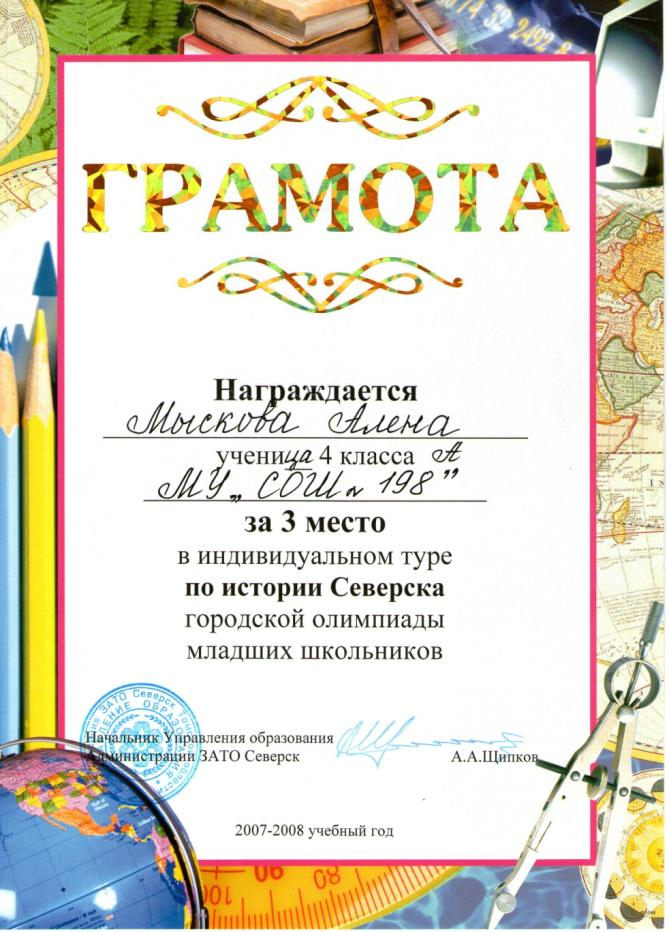 ГРАМОТА
Награждается
Мыскова Алена
ученица 4 класса А
МУ „СОШ № 198”
за 3 место
в индивидуальном туре
по истории Северска
городской олимпиады
младших школьников
Начальник Управления образования
Администрации ЗАТО Северск А.А.Щипков
2007-2008 учебный год